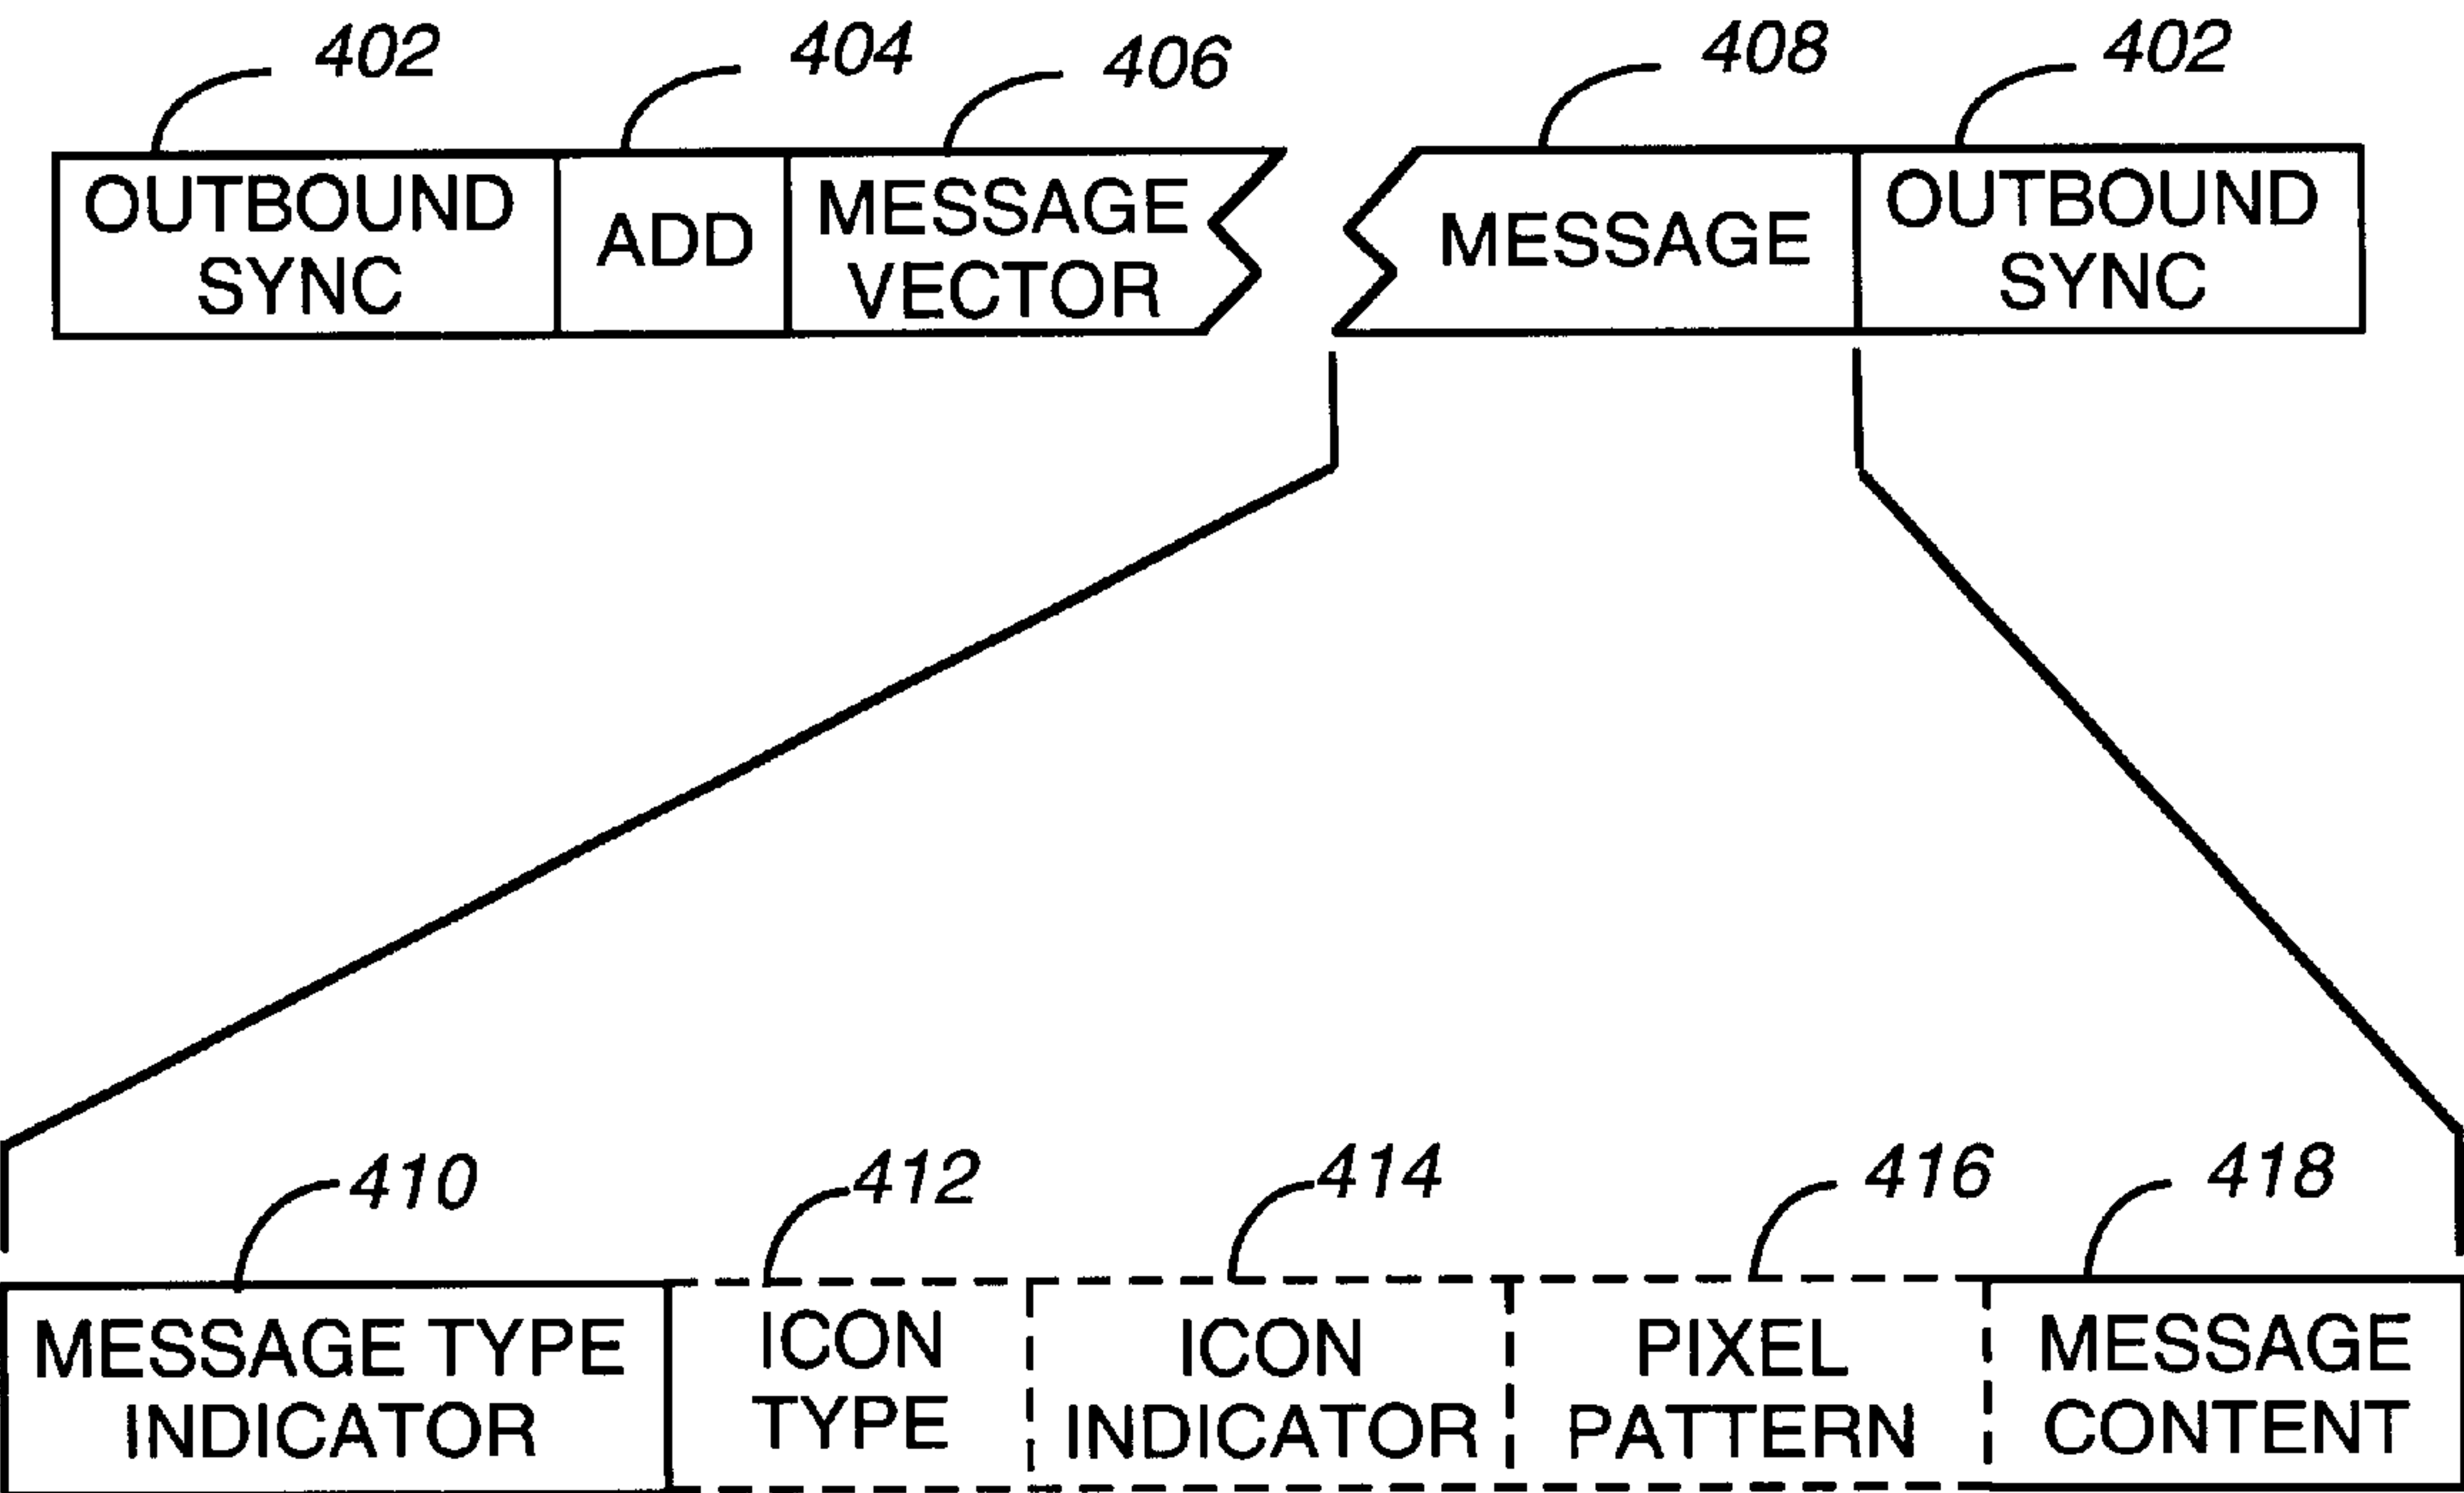 402 404 406 408 402
OUTBOUND SYNC
ADD
MESSAGE VECTOR
MESSAGE
OUTBOUND SYNC
410 412 414 416 418
MESSAGE TYPE INDICATOR
ICON TYPE
ICON INDICATOR
PIXEL PATTERN
MESSAGE CONTENT